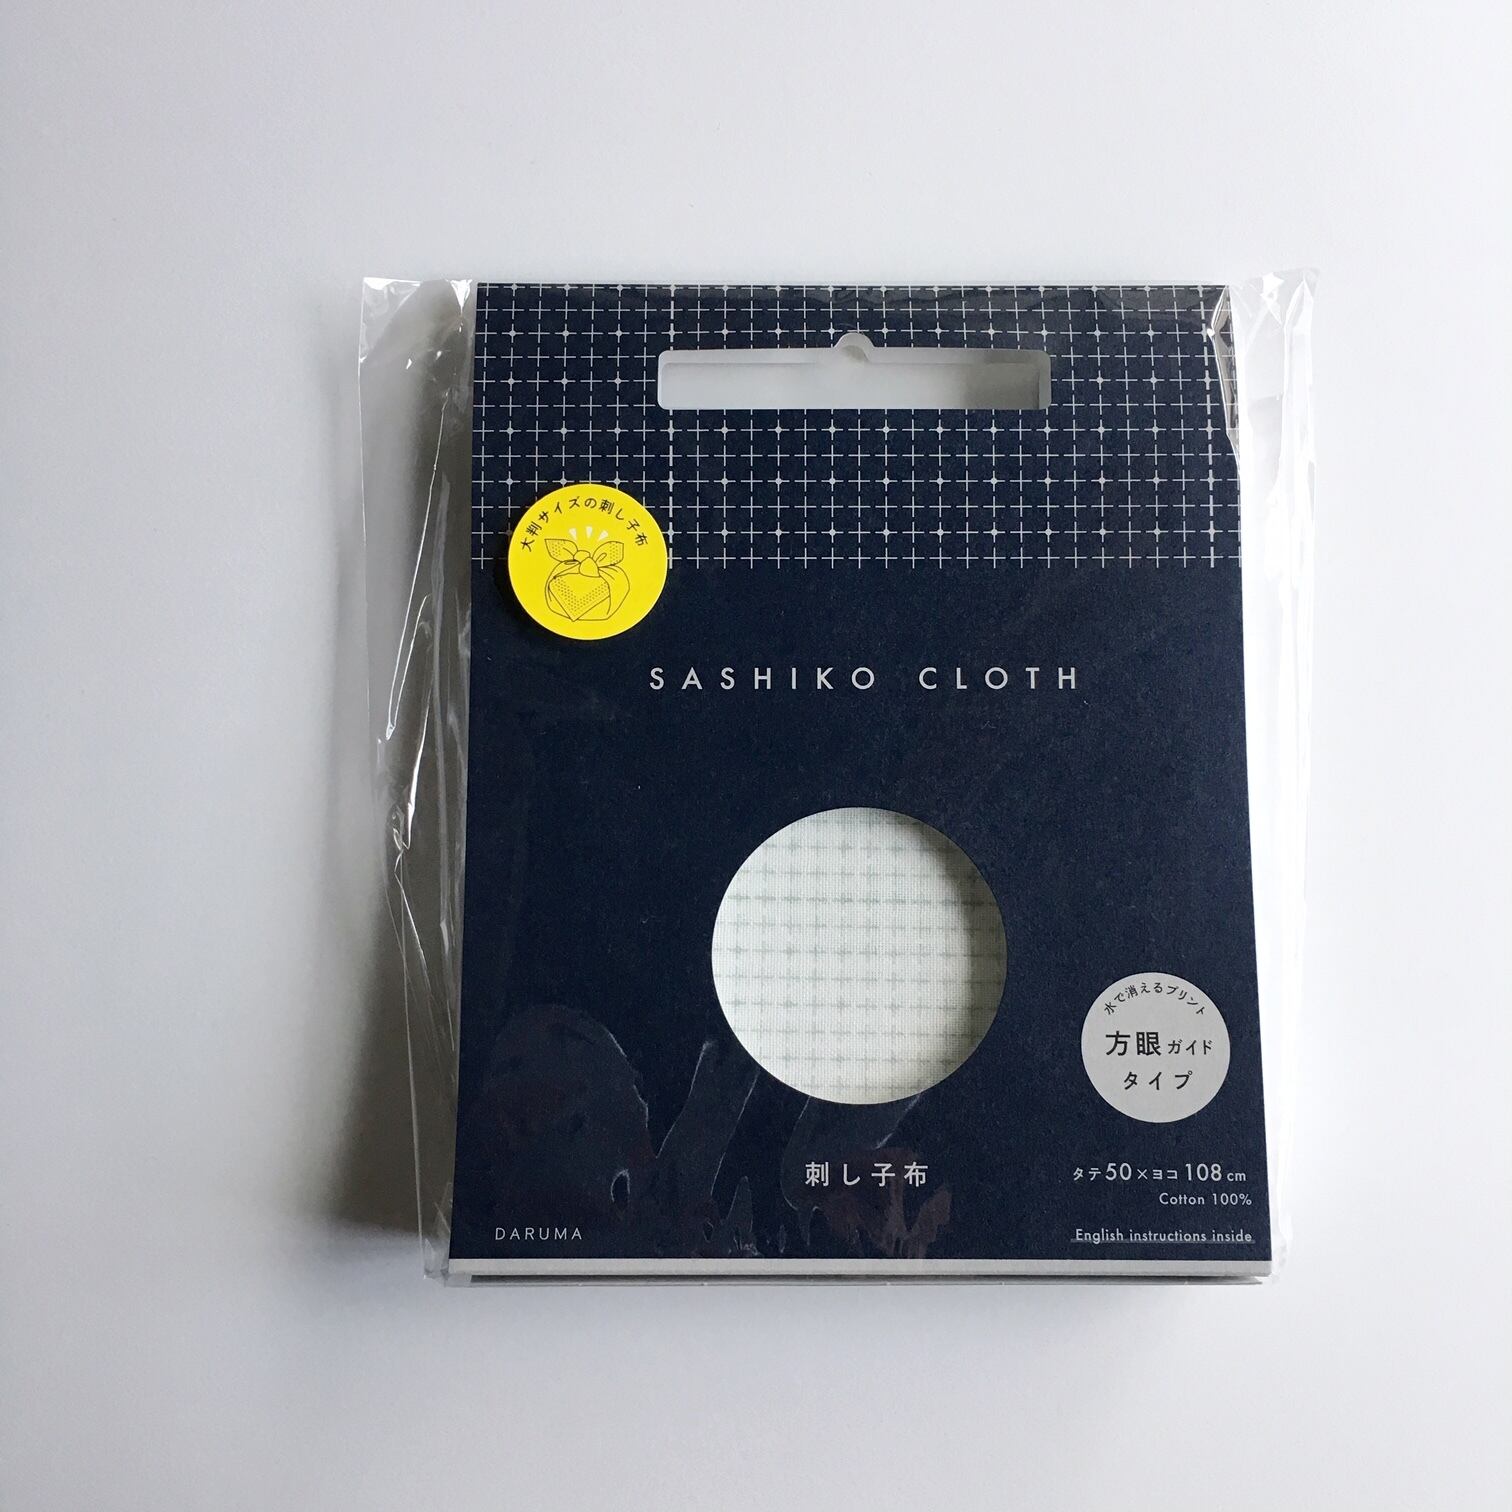 大判サイズの刺し子布
SASHIKO CLOTH
水で消えるプリント
方眼ガイド
タイプ
刺し子布
タテ50×ヨコ108cm
Cotton 100%
DARUMA
English instructions inside